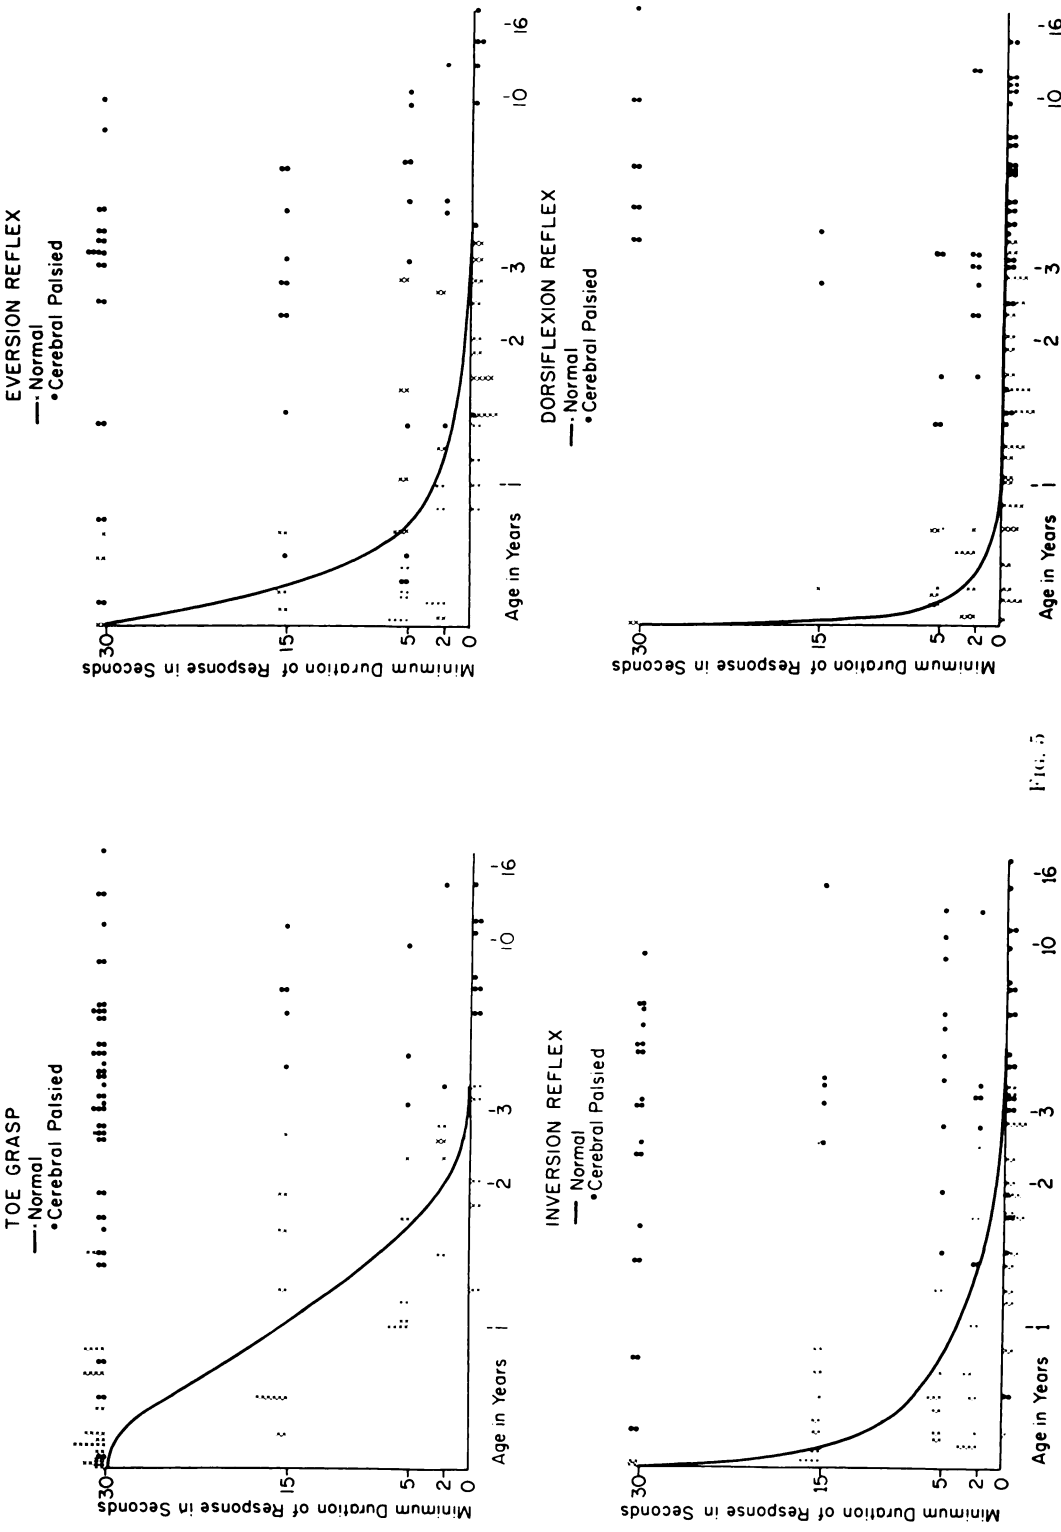 TOE GRASP
—·Normal
•Cerebral Palsied
Minimum Duration of Response in Seconds
30
15
5
2
0
Age in Years
1
2
3
10
16
EVERSION REFLEX
—·Normal
•Cerebral Palsied
Minimum Duration of Response in Seconds
30
15
5
2
0
Age in Years
1
2
3
10
16
INVERSION REFLEX
— Normal
•Cerebral Palsied
Minimum Duration of Response in Seconds
30
15
5
2
0
Age in Years
1
2
3
10
16
DORSIFLEXION REFLEX
—·Normal
•Cerebral Palsied
Minimum Duration of Response in Seconds
30
15
5
2
0
Age in Years
1
2
3
10
16
FIG. 5